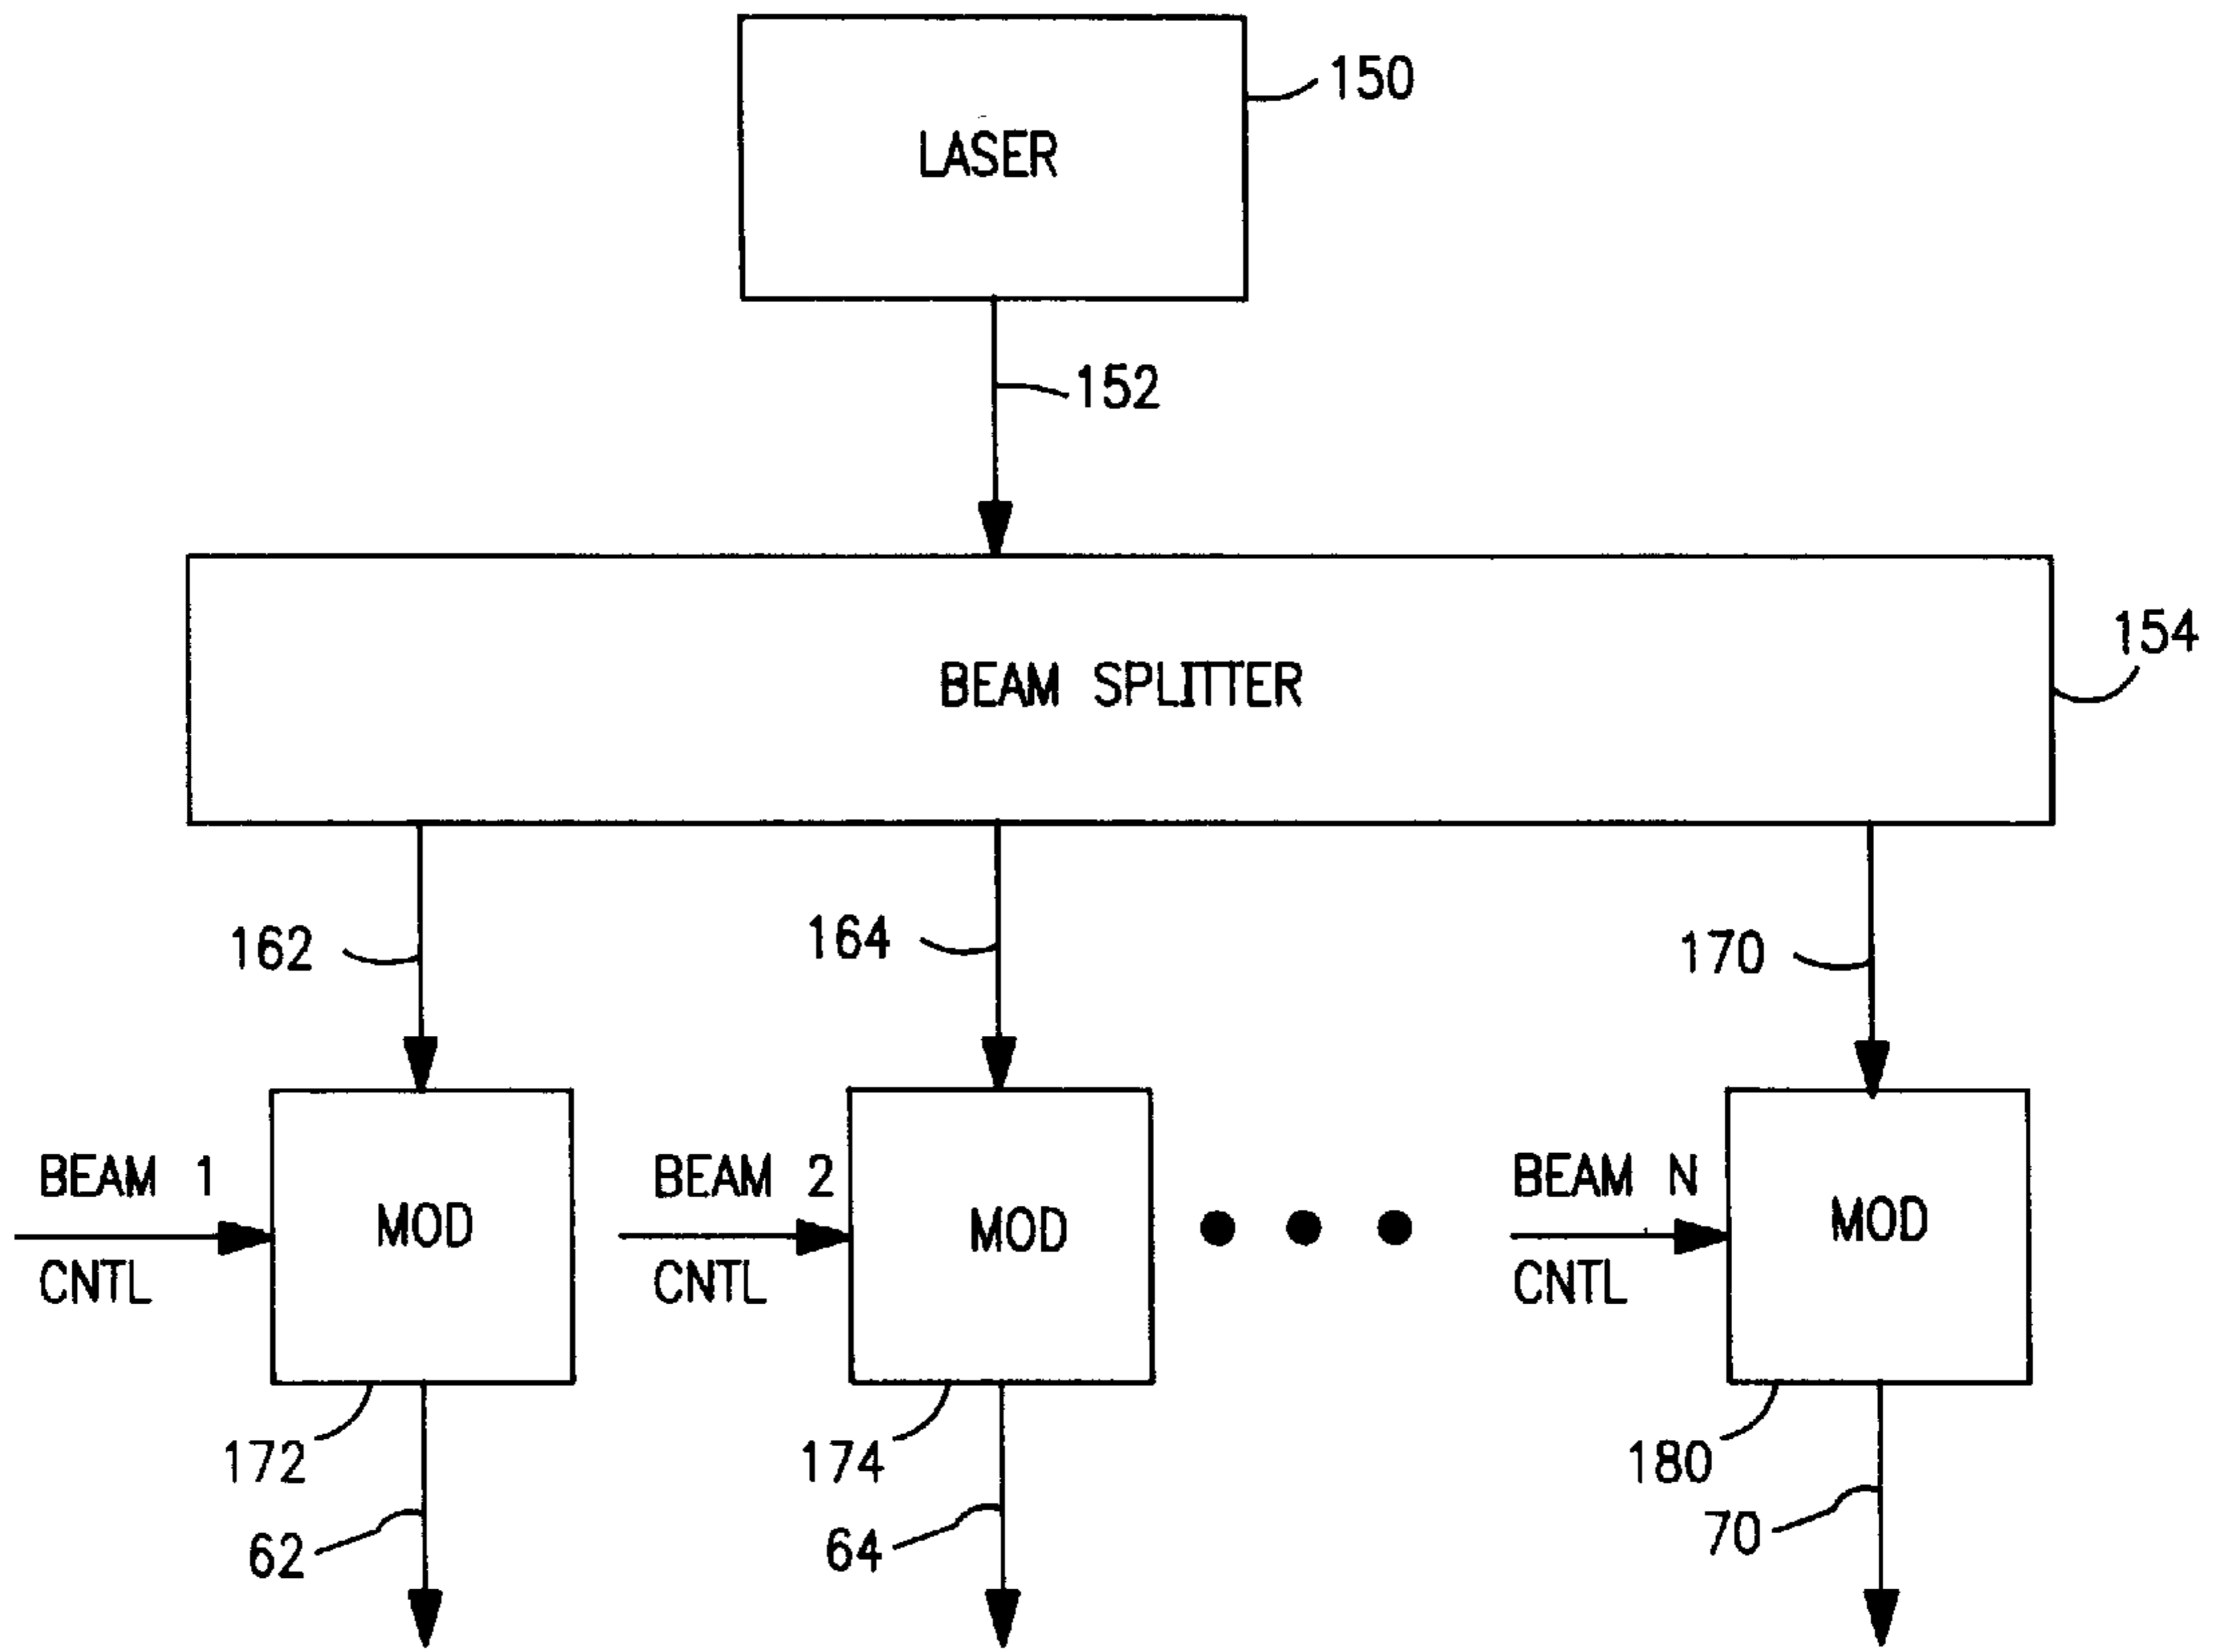 150
LASER
152
154
BEAM SPLITTER
162
164
170
BEAM 1
CNTL
MOD
BEAM 2
CNTL
MOD
BEAM N
CNTL
MOD
172
174
180
62
64
70